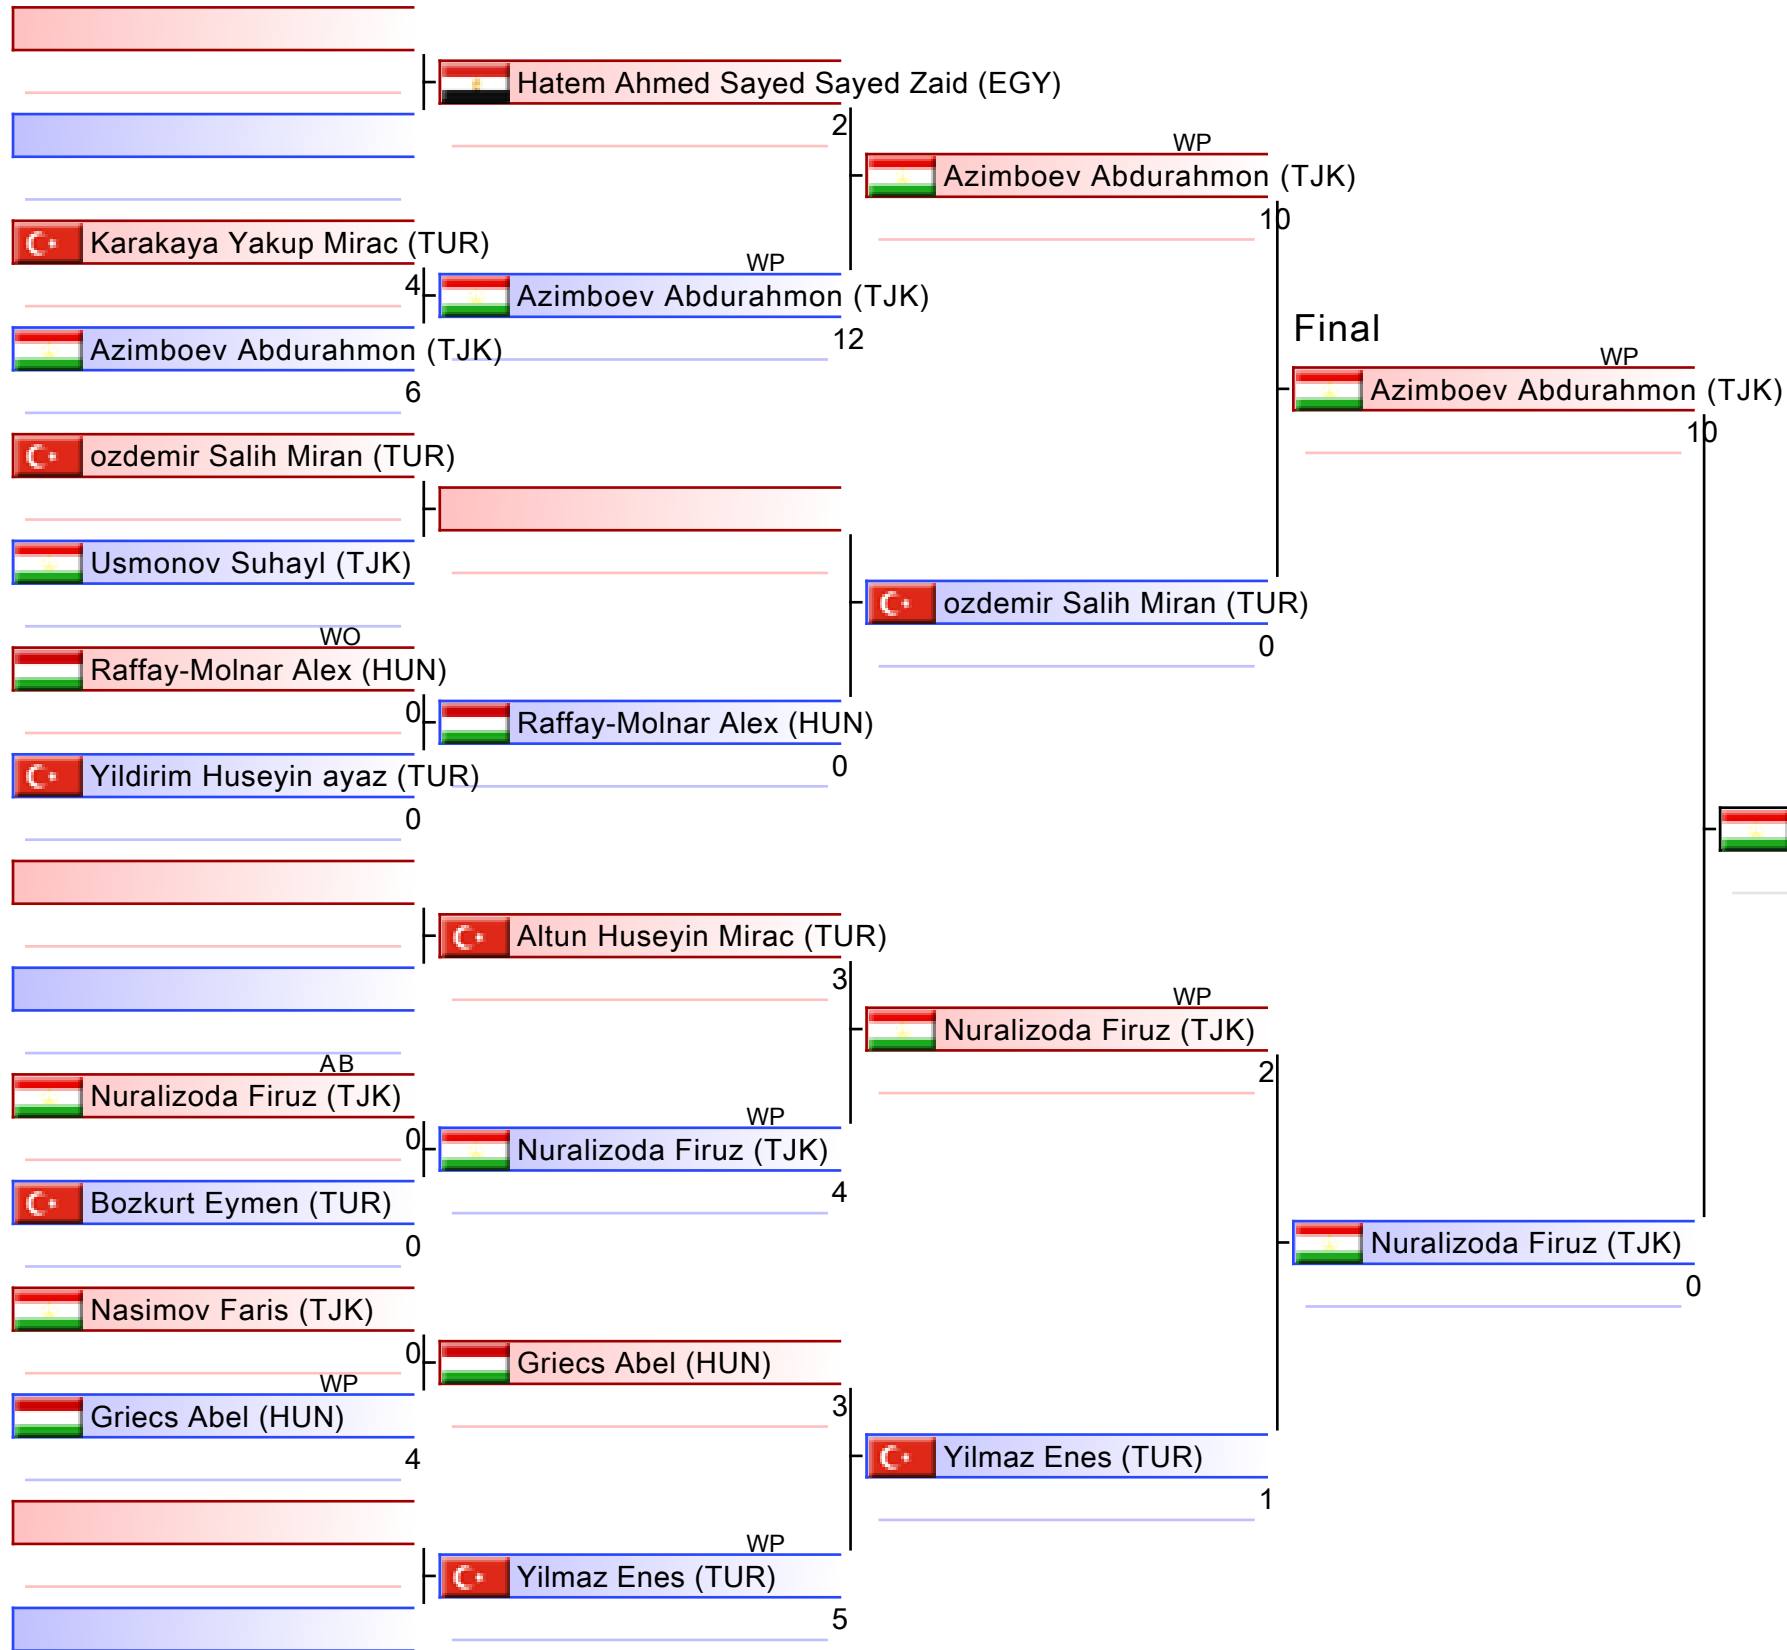 Hatem Ahmed Sayed Sayed Zaid (EGY)
2
WP
Azimboev Abdurahmon (TJK)
10
Karakaya Yakup Mirac (TUR)
4
WP
Azimboev Abdurahmon (TJK)
12
Azimboev Abdurahmon (TJK)
6
Final
WP
Azimboev Abdurahmon (TJK)
10
ozdemir Salih Miran (TUR)
Usmonov Suhayl (TJK)
ozdemir Salih Miran (TUR)
0
WO
Raffay-Molnar Alex (HUN)
0
Raffay-Molnar Alex (HUN)
0
Yildirim Huseyin ayaz (TUR)
0
Altun Huseyin Mirac (TUR)
3
WP
Nuralizoda Firuz (TJK)
2
AB
Nuralizoda Firuz (TJK)
0
WP
Nuralizoda Firuz (TJK)
4
Bozkurt Eymen (TUR)
0
Nuralizoda Firuz (TJK)
0
Nasimov Faris (TJK)
0
Griecs Abel (HUN)
3
WP
Griecs Abel (HUN)
4
Yilmaz Enes (TUR)
1
WP
Yilmaz Enes (TUR)
5